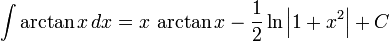 ∫ arctan x dx = x arctan x − 1/2 ln |1 + x²| + C